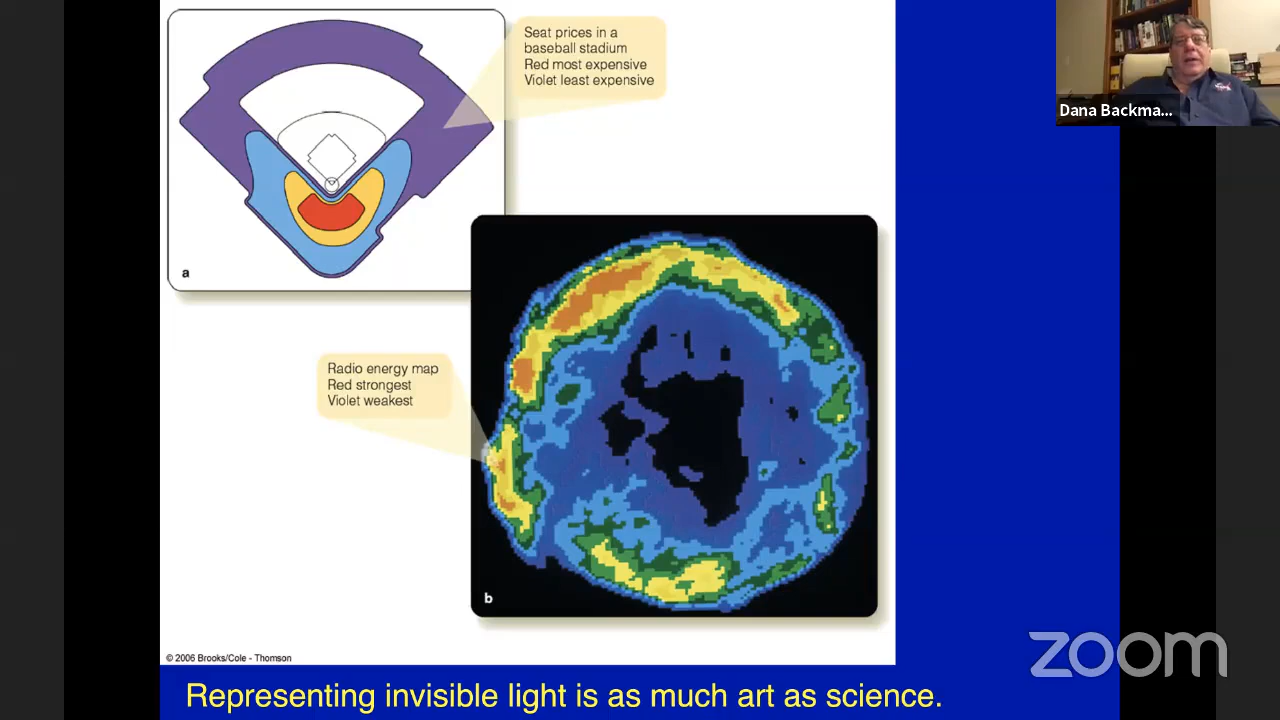 Seat prices in a
baseball stadium
Red most expensive
Violet least expensive
Dana Backma...
a
Radio energy map
Red strongest
Violet weakest
b
© 2006 Brooks/Cole - Thomson
zoom
Representing invisible light is as much art as science.